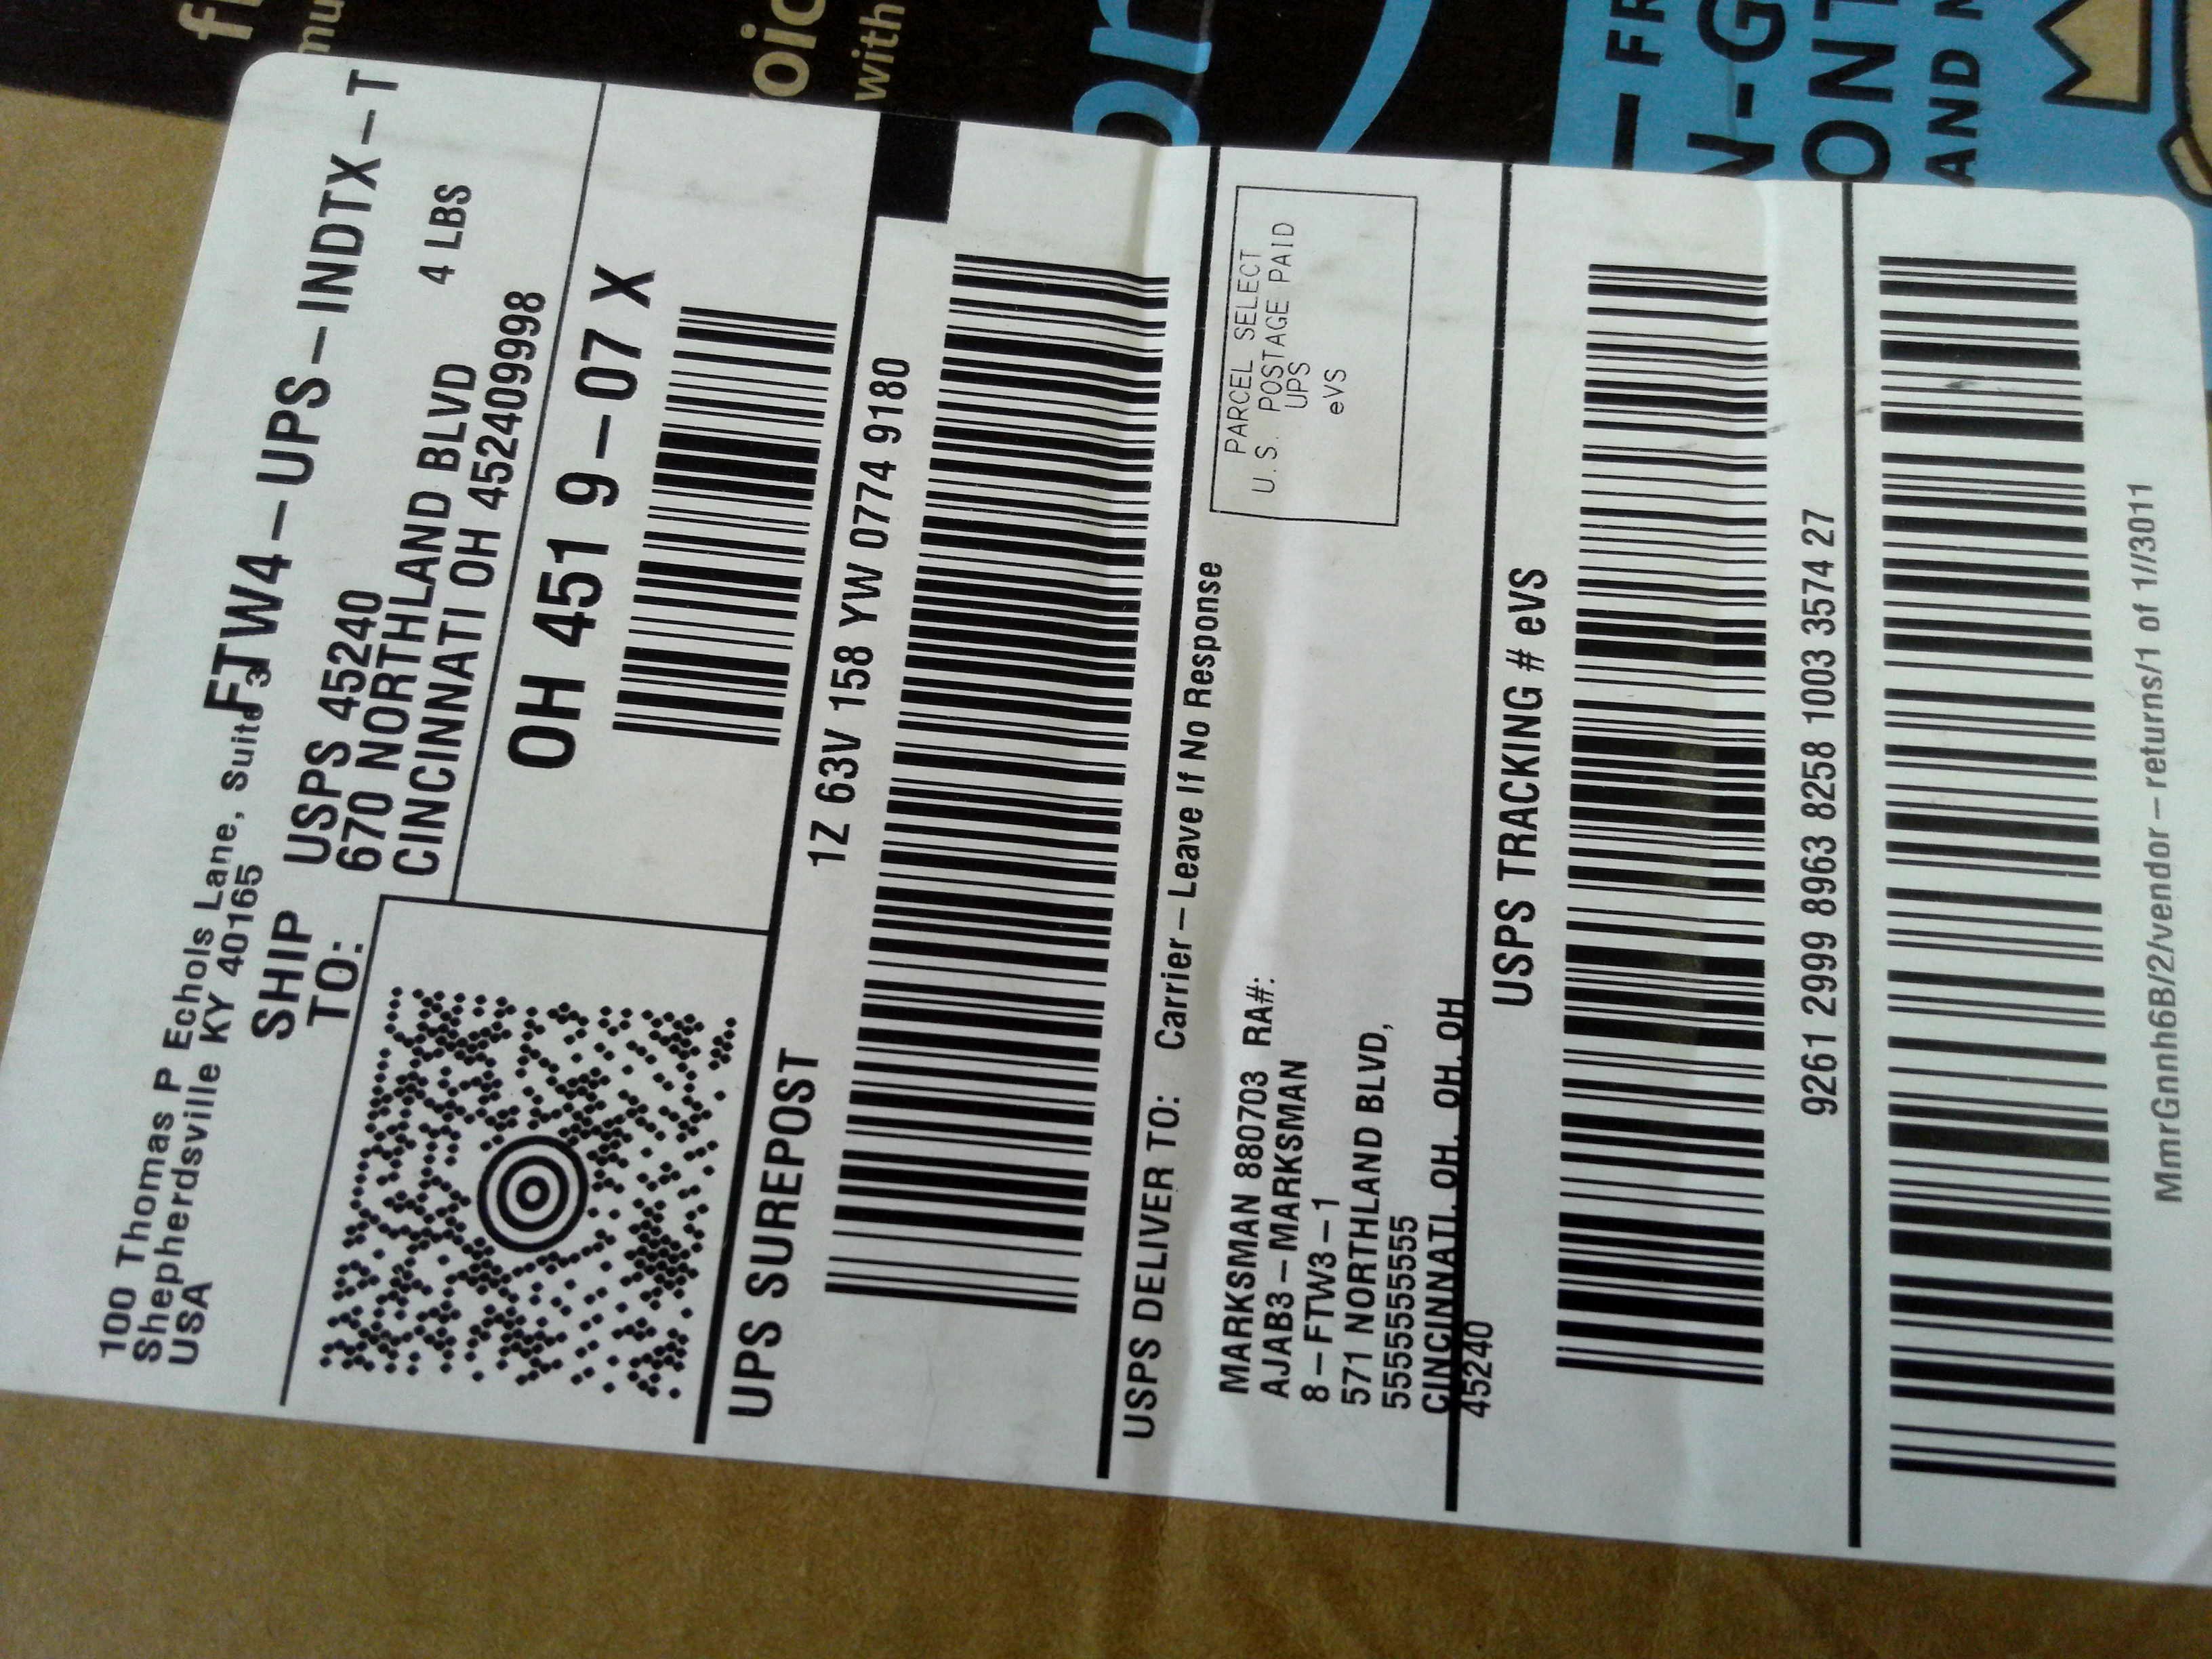 100 Thomas P Echols Lane, Suite 3
Shepherdsville KY 40165
USA
FTW4-UPS-INDTX-T
SHIP
TO:
USPS 45240
670 NORTHLAND BLVD
CINCINNATI OH 452409998
4 LBS
OH 451 9-07 X
UPS SUREPOST
1Z 63V 158 YW 0774 9180
USPS DELIVER TO: Carrier-Leave If No Response
MARKSMAN 880703 RA#:
AJAB3-MARKSMAN
8-FTW3-1
571 NORTHLAND BLVD,
5555555555
CINCINNATI, OH, OH, OH
45240
PARCEL SELECT
U.S. POSTAGE PAID
UPS
eVS
USPS TRACKING # eVS
9261 2999 8963 8258 1003 3574 27
MmrGnnh6B/2/vendor-returns/1 of 1//3011
with
AND